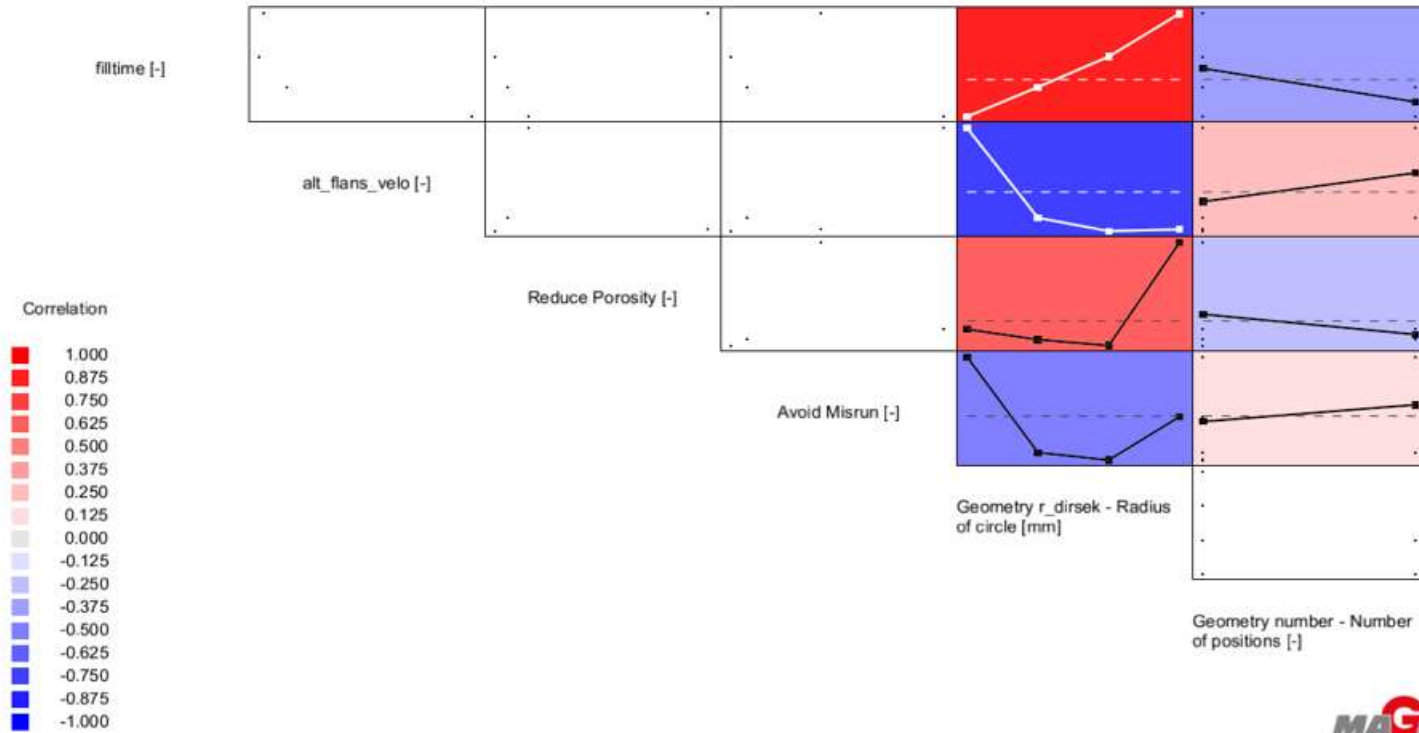 filltime [-]
alt_flans_velo [-]
Reduce Porosity [-]
Correlation
1.000
0.875
0.750
0.625
0.500
0.375
0.250
0.125
0.000
-0.125
-0.250
-0.375
-0.500
-0.625
-0.750
-0.875
-1.000
Avoid Misrun [-]
Geometry r_dirsek - Radius
of circle [mm]
Geometry number - Number
of positions [-]
MAG